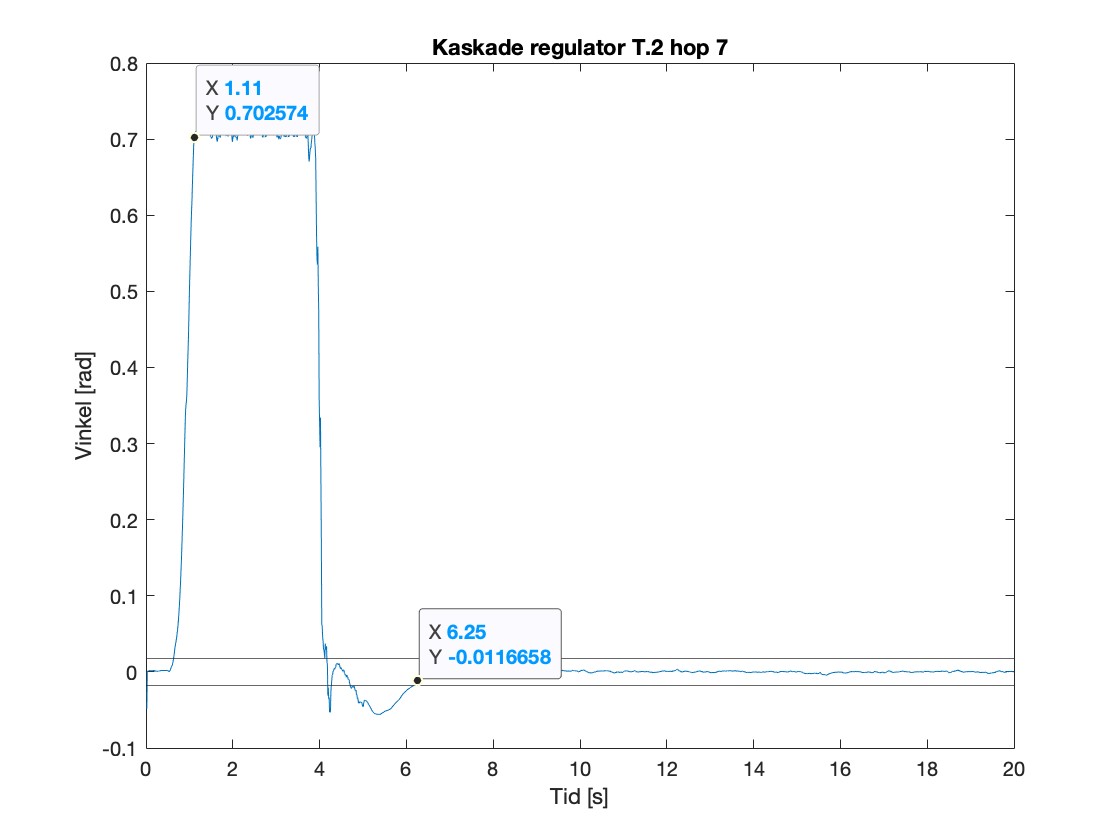 Kaskade regulator T.2 hop 7
0.8
X 1.11
Y 0.702574
0.7
0.6
0.5
0.4
Vinkel [rad]
0.3
0.2
0.1
X 6.25
Y -0.0116658
0
-0.1
0 2 4 6 8 10 12 14 16 18 20
Tid [s]